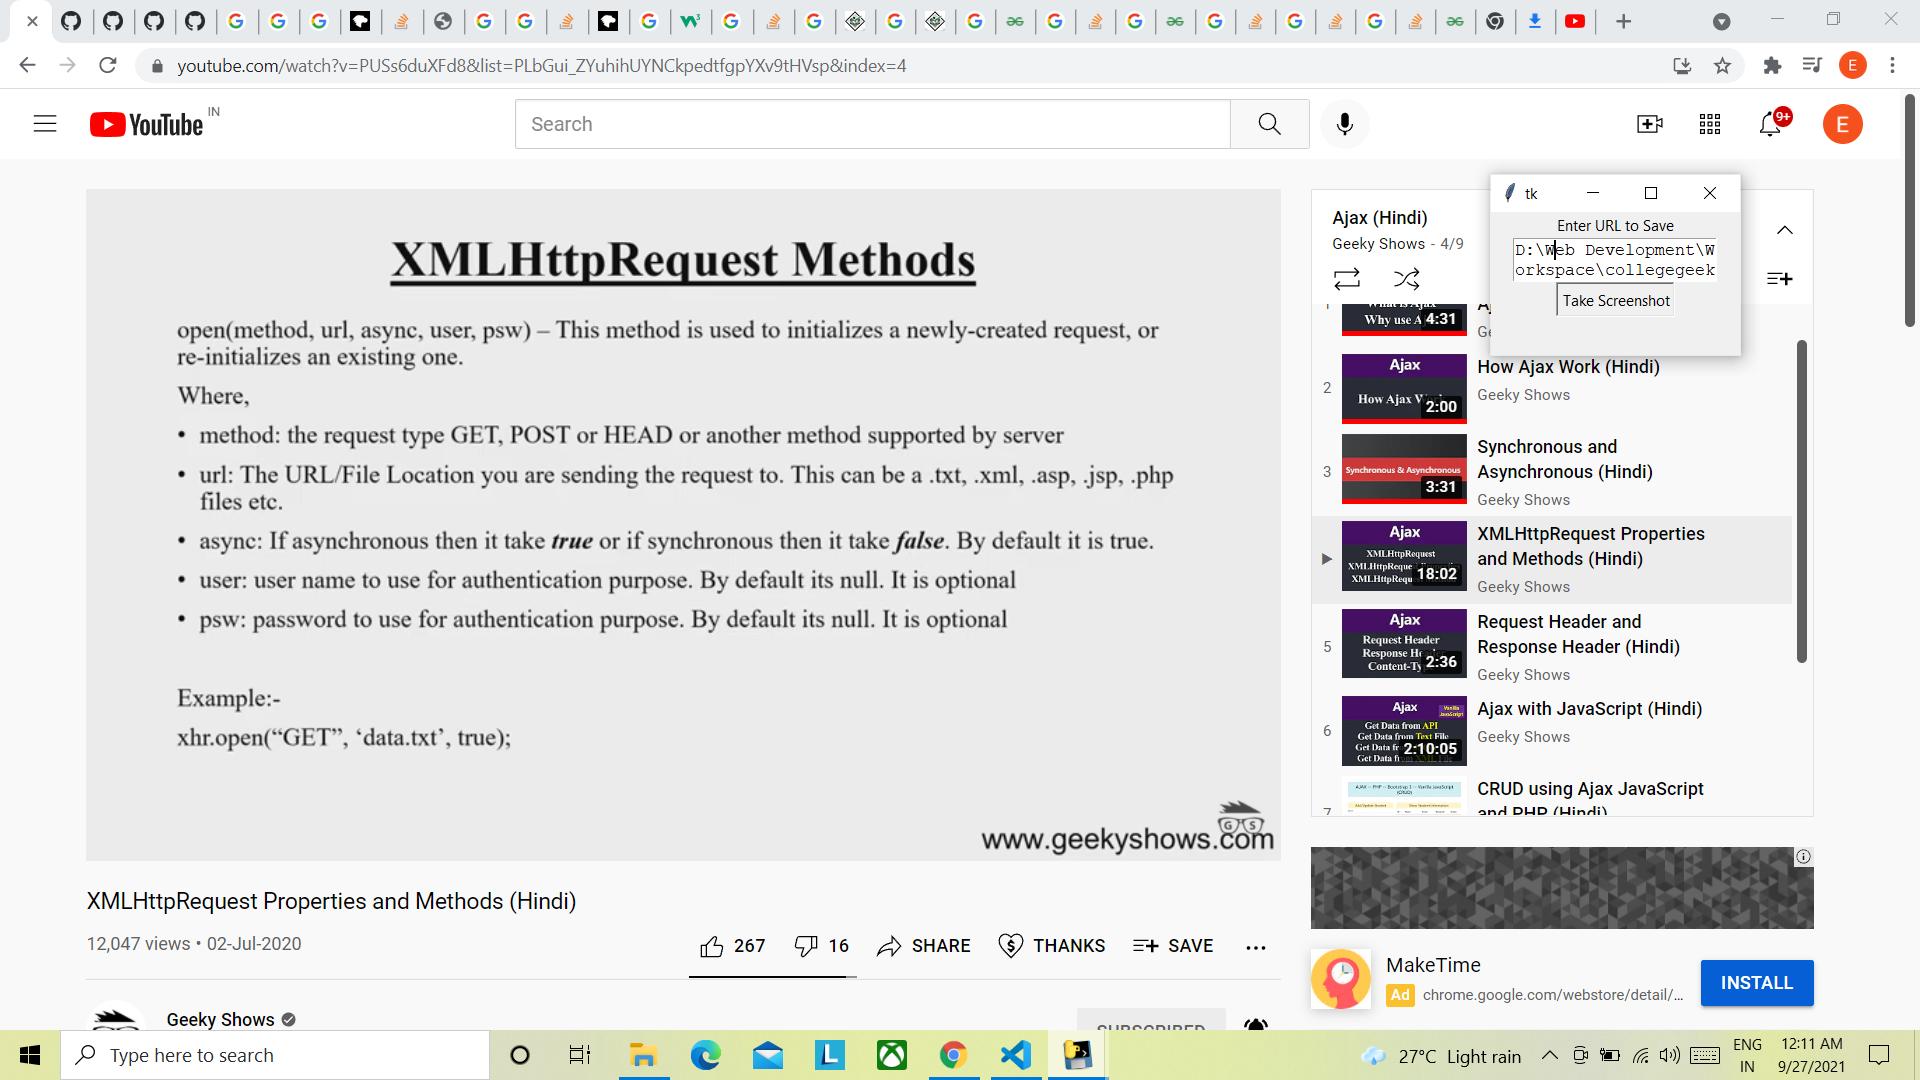 youtube.com/watch?v=PUSs6duXFd8&list=PLbGui_ZYuhihUYNCkpedtfgpYXv9tHVsp&index=4
E
YouTube IN
Search
9+
E
XMLHttpRequest Methods
open(method, url, async, user, psw) – This method is used to initializes a newly-created request, or
re-initializes an existing one.
Where,
• method: the request type GET, POST or HEAD or another method supported by server
• url: The URL/File Location you are sending the request to. This can be a .txt, .xml, .asp, .jsp, .php
files etc.
• async: If asynchronous then it take true or if synchronous then it take false. By default it is true.
• user: user name to use for authentication purpose. By default its null. It is optional
• psw: password to use for authentication purpose. By default its null. It is optional
Example:-
xhr.open(“GET”, ‘data.txt’, true);
G S
www.geekyshows.com
XMLHttpRequest Properties and Methods (Hindi)
12,047 views • 02-Jul-2020
267
16
SHARE
THANKS
SAVE
Geeky Shows
SUBSCRIBED
Ajax (Hindi)
Geeky Shows - 4/9
tk
Enter URL to Save
D:\Web Development\W
orkspace\collegegeek
Take Screenshot
Why use
4:31
2
Ajax
How Ajax
2:00
How Ajax Work (Hindi)
Geeky Shows
3
Synchronous & Asynchronous
3:31
Synchronous and
Asynchronous (Hindi)
Geeky Shows
Ajax
XMLHttpRequest
18:02
XMLHttpRequest Properties
and Methods (Hindi)
Geeky Shows
5
Ajax
Request Header
Response
2:36
Request Header and
Response Header (Hindi)
Geeky Shows
6
Ajax
Vanilla
JavaScript
Get Data from API
Get Data from Text File
2:10:05
Ajax with JavaScript (Hindi)
Geeky Shows
7
CRUD using Ajax JavaScript
and PHP (Hindi)
MakeTime
Ad chrome.google.com/webstore/detail/...
INSTALL
Type here to search
27°C Light rain
ENG
IN
12:11 AM
9/27/2021